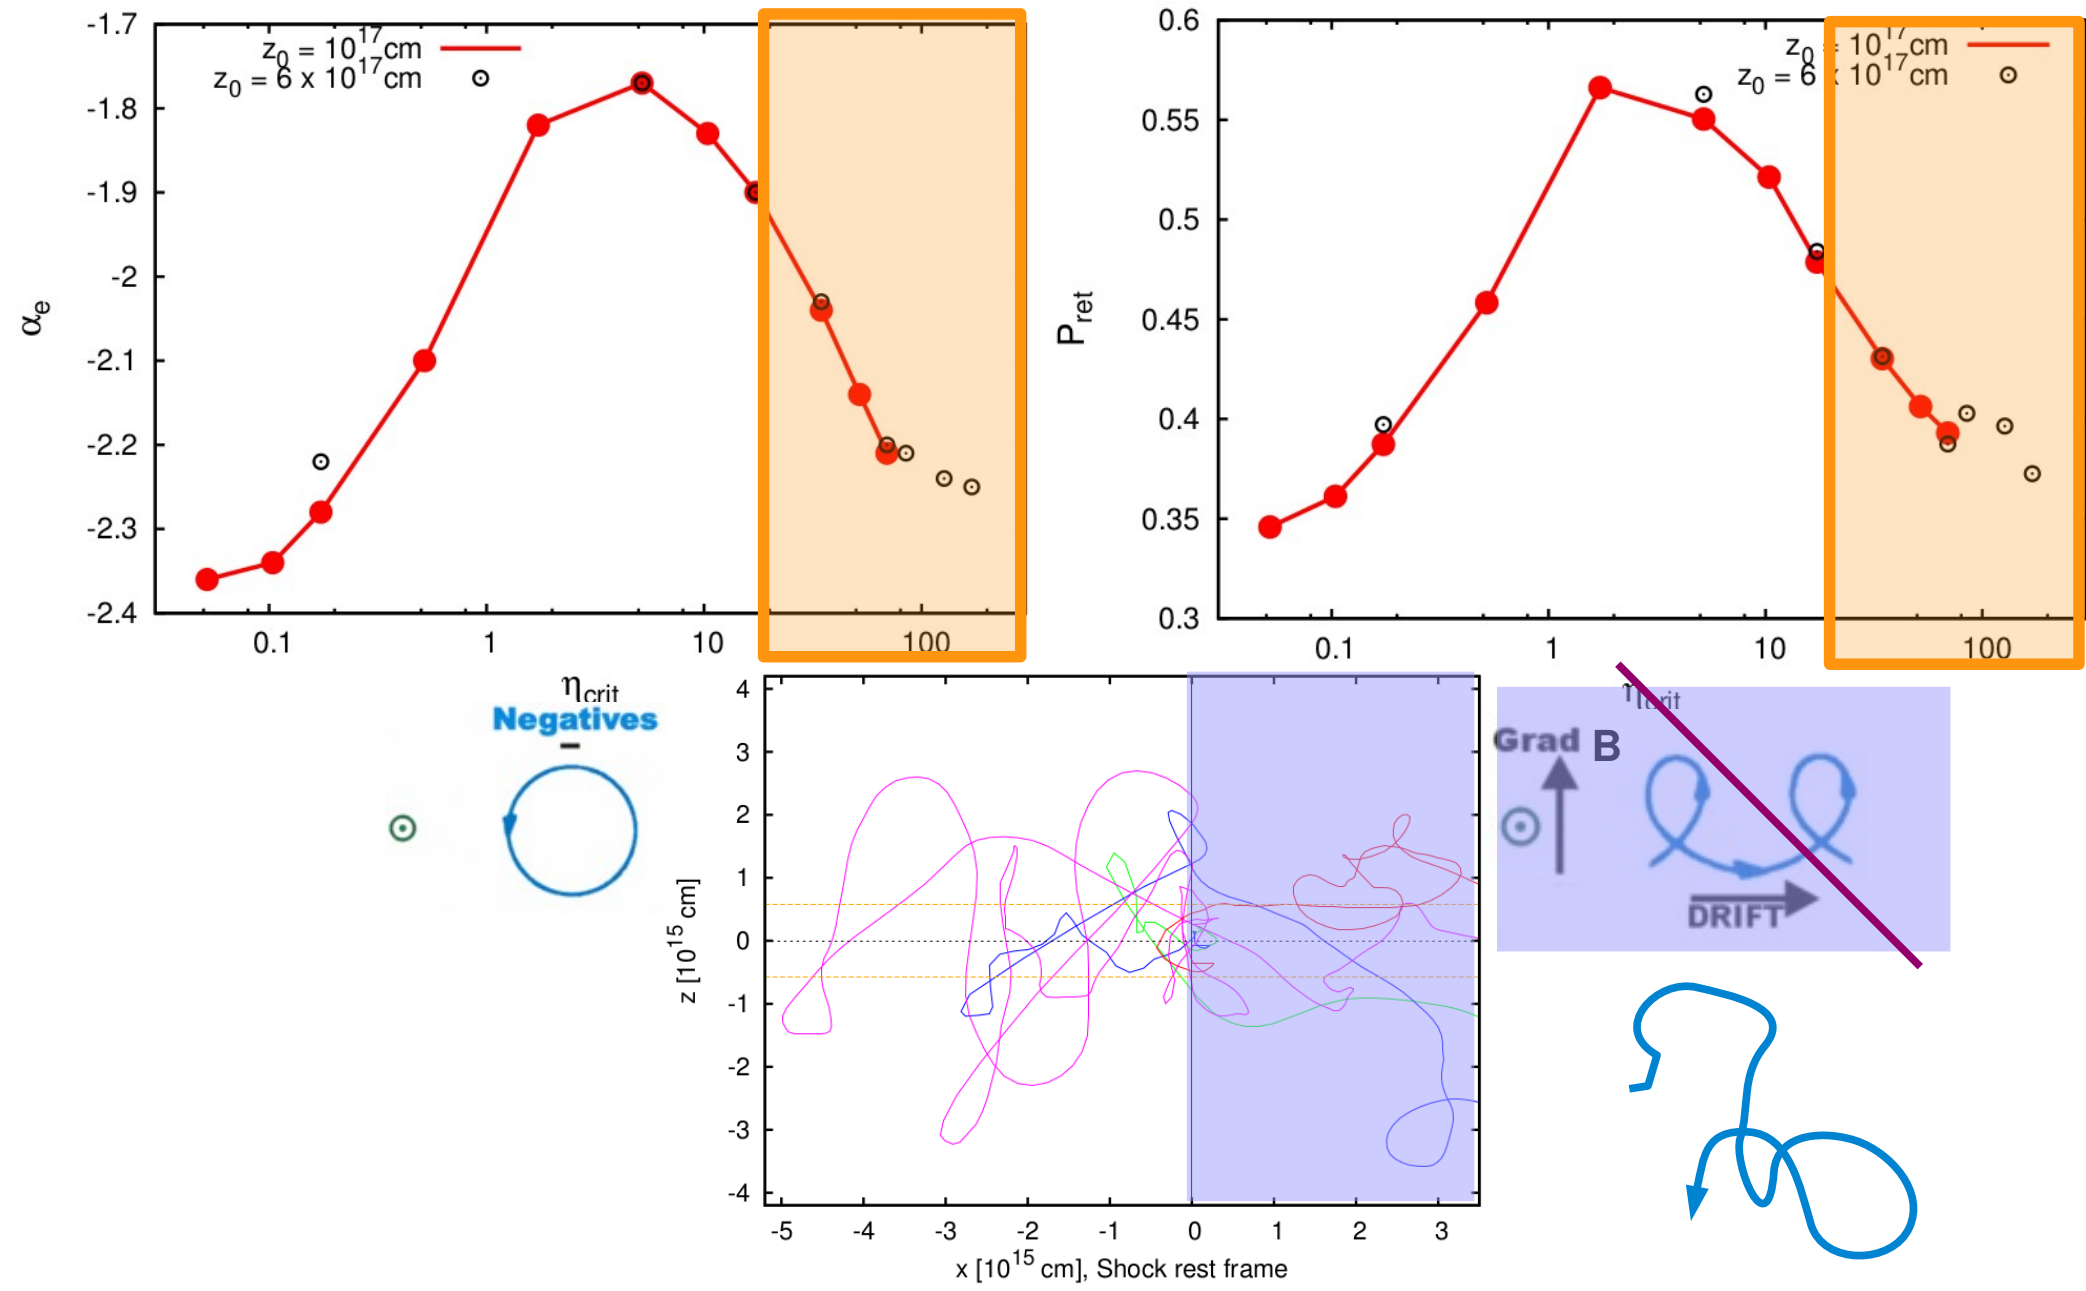 z0 = 10^17cm
z0 = 6 x 10^17cm
-1.7
-1.8
-1.9
-2
-2.1
-2.2
-2.3
-2.4
αe
0.1 1 10 100
ηcrit
z0 = 10^17cm
z0 = 6 x 10^17cm
0.6
0.55
0.5
0.45
0.4
0.35
0.3
Pret
0.1 1 10 100
ηcrit
Negatives
4
3
2
1
0
-1
-2
-3
-4
z [10^15 cm]
-5 -4 -3 -2 -1 0 1 2 3
x [10^15 cm], Shock rest frame
Grad B
DRIFT